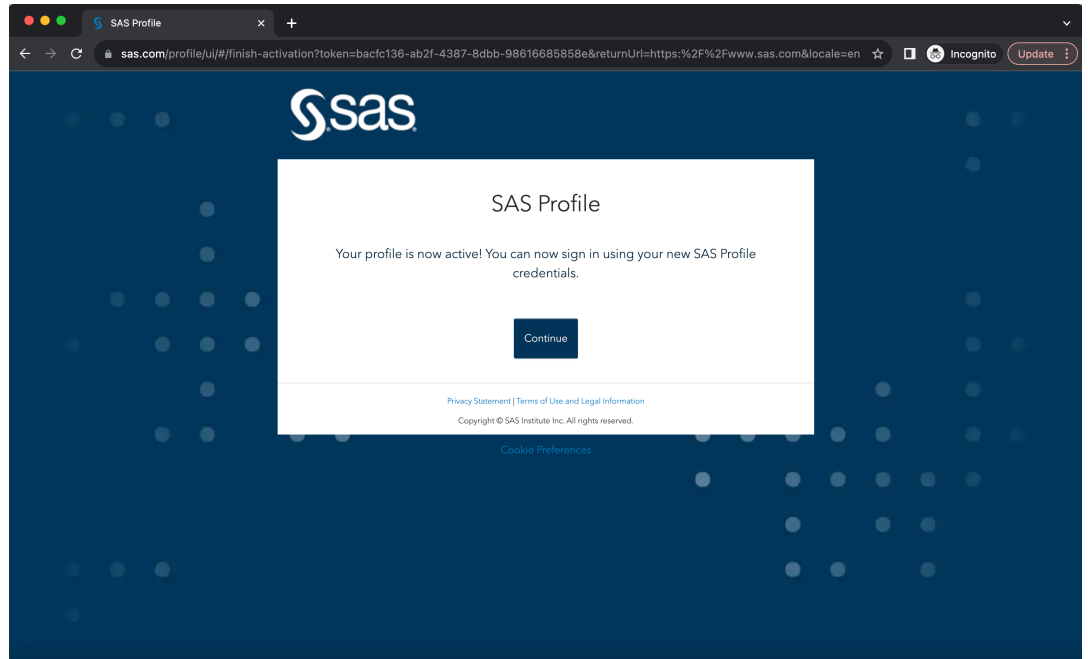 SAS Profile
sas.com/profile/ui/#/finish-activation?token=bacfc136-ab2f-4387-8dbb-98616685858e&returnUrl=https:%2F%2Fwww.sas.com&locale=en
Incognito
Update
sas
SAS Profile
Your profile is now active! You can now sign in using your new SAS Profile
credentials.
Continue
Privacy Statement | Terms of Use and Legal Information
Copyright © SAS Institute Inc. All rights reserved.
Cookie Preferences